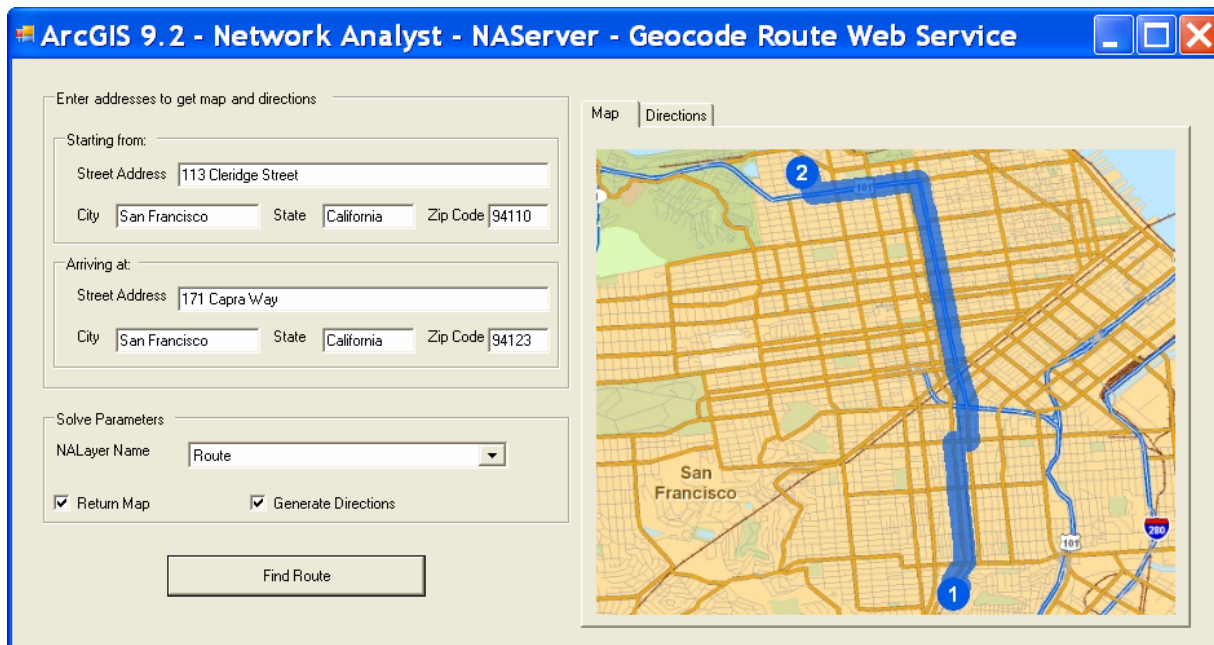 ArcGIS 9.2 - Network Analyst - NAServer - Geocode Route Web Service
Enter addresses to get map and directions
Starting from:
Street Address 113 Cleridge Street
City San Francisco State California Zip Code 94110
Arriving at:
Street Address 171 Capra Way
City San Francisco State California Zip Code 94123
Solve Parameters
NALayer Name Route
Return Map Generate Directions
Find Route
Map Directions
2
101
San
Francisco
101
280
1